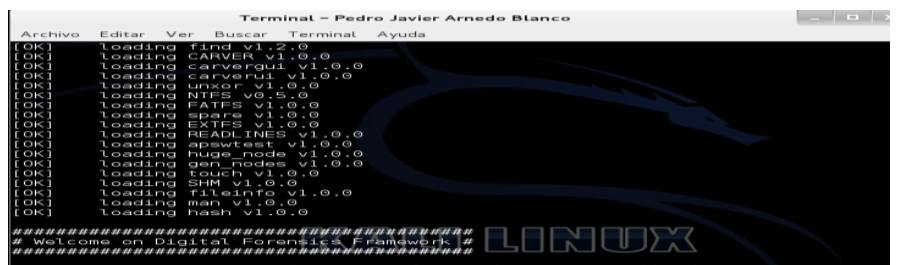 Terminal – Pedro Javier Arnedo Blanco
Archivo Editar Ver Buscar Terminal Ayuda
[OK] loading find v1.2.0
[OK] loading CARVER v1.0.0
[OK] loading carvergui v1.0.0
[OK] loading carverui v1.0.0
[OK] loading unxor v1.0.0
[OK] loading NTFS v0.5.0
[OK] loading FATFS v1.0.0
[OK] loading spare v1.0.0
[OK] loading EXTFS v1.0.0
[OK] loading READLINES v1.0.0
[OK] loading apswtest v1.0.0
[OK] loading huge_node v1.0.0
[OK] loading gen_nodes v1.0.0
[OK] loading touch v1.0.0
[OK] loading SHM v1.0.0
[OK] loading fileinfo v1.0.0
[OK] loading man v1.0.0
[OK] loading hash v1.0.0
##########################################
# Welcome on Digital Forensics Framework #
##########################################
KALI LINUX